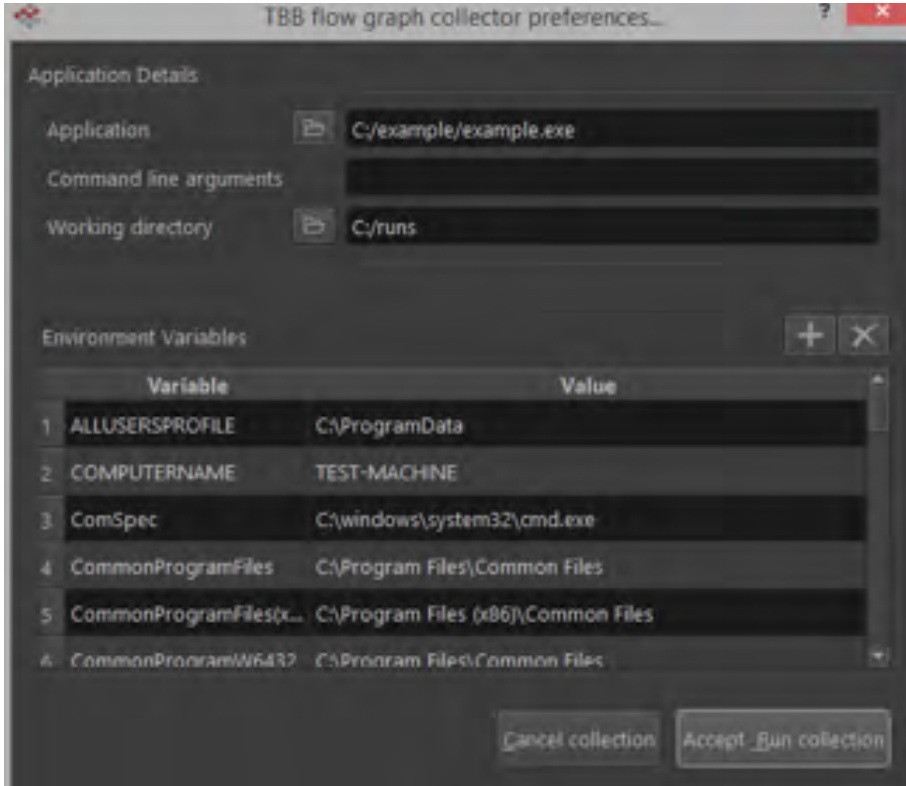 TBB flow graph collector preferences...
?
Application Details
Application C:/example/example.exe
Command line arguments
Working directory C:/runs
Environment Variables
Variable Value
1 ALLUSERSPROFILE C:\ProgramData
2 COMPUTERNAME TEST-MACHINE
3 ComSpec C:\windows\system32\cmd.exe
4 CommonProgramFiles C:\Program Files\Common Files
5 CommonProgramFiles(x... C:\Program Files (x86)\Common Files
6 CommonProgramW6432 C:\Program Files\Common Files
Cancel collection Accept Run collection